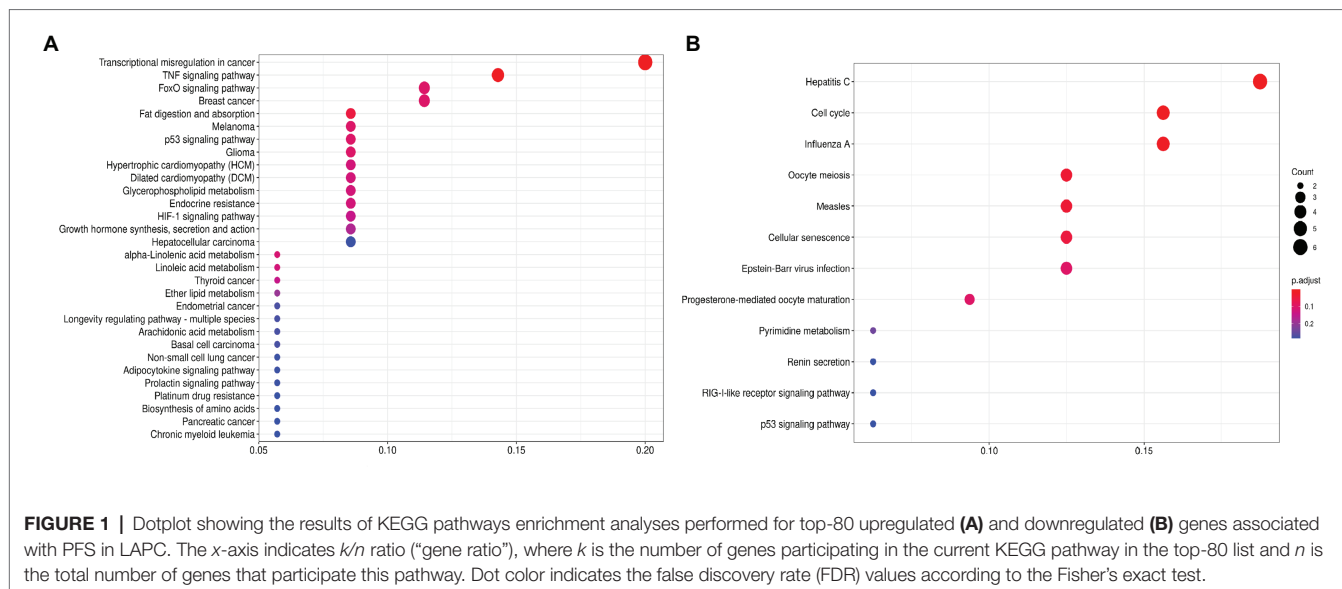 A
Transcriptional misregulation in cancer
TNF signaling pathway
FoxO signaling pathway
Breast cancer
Fat digestion and absorption
Melanoma
p53 signaling pathway
Glioma
Hypertrophic cardiomyopathy (HCM)
Dilated cardiomyopathy (DCM)
Glycerophospholipid metabolism
Endocrine resistance
HIF-1 signaling pathway
Growth hormone synthesis, secretion and action
Hepatocellular carcinoma
alpha-Linolenic acid metabolism
Linoleic acid metabolism
Thyroid cancer
Ether lipid metabolism
Endometrial cancer
Longevity regulating pathway - multiple species
Arachidonic acid metabolism
Basal cell carcinoma
Non-small cell lung cancer
Adipocytokine signaling pathway
Prolactin signaling pathway
Platinum drug resistance
Biosynthesis of amino acids
Pancreatic cancer
Chronic myeloid leukemia
0.05 0.10 0.15 0.20
B
Hepatitis C
Cell cycle
Influenza A
Oocyte meiosis
Measles
Cellular senescence
Epstein-Barr virus infection
Progesterone-mediated oocyte maturation
Pyrimidine metabolism
Renin secretion
RIG-I-like receptor signaling pathway
p53 signaling pathway
0.10 0.15
Count
2
3
4
5
6
p.adjust
0.1
0.2
FIGURE 1 | Dotplot showing the results of KEGG pathways enrichment analyses performed for top-80 upregulated (A) and downregulated (B) genes associated
with PFS in LAPC. The x-axis indicates k/n ratio (“gene ratio”), where k is the number of genes participating in the current KEGG pathway in the top-80 list and n is
the total number of genes that participate this pathway. Dot color indicates the false discovery rate (FDR) values according to the Fisher’s exact test.